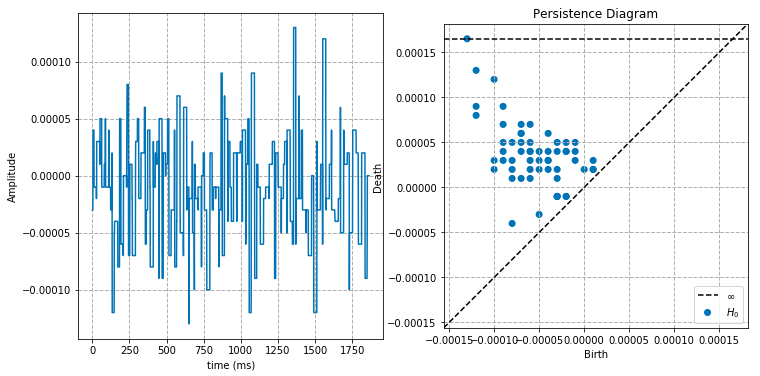 Persistence Diagram
0.00010
0.00005
0.00000
−0.00005
−0.00010
Amplitude
0 250 500 750 1000 1250 1500 1750
time (ms)
0.00015
0.00010
0.00005
0.00000
−0.00005
−0.00010
−0.00015
Death
−0.00015 −0.00010 −0.00005 0.00000 0.00005 0.00010 0.00015
Birth
∞
H₀